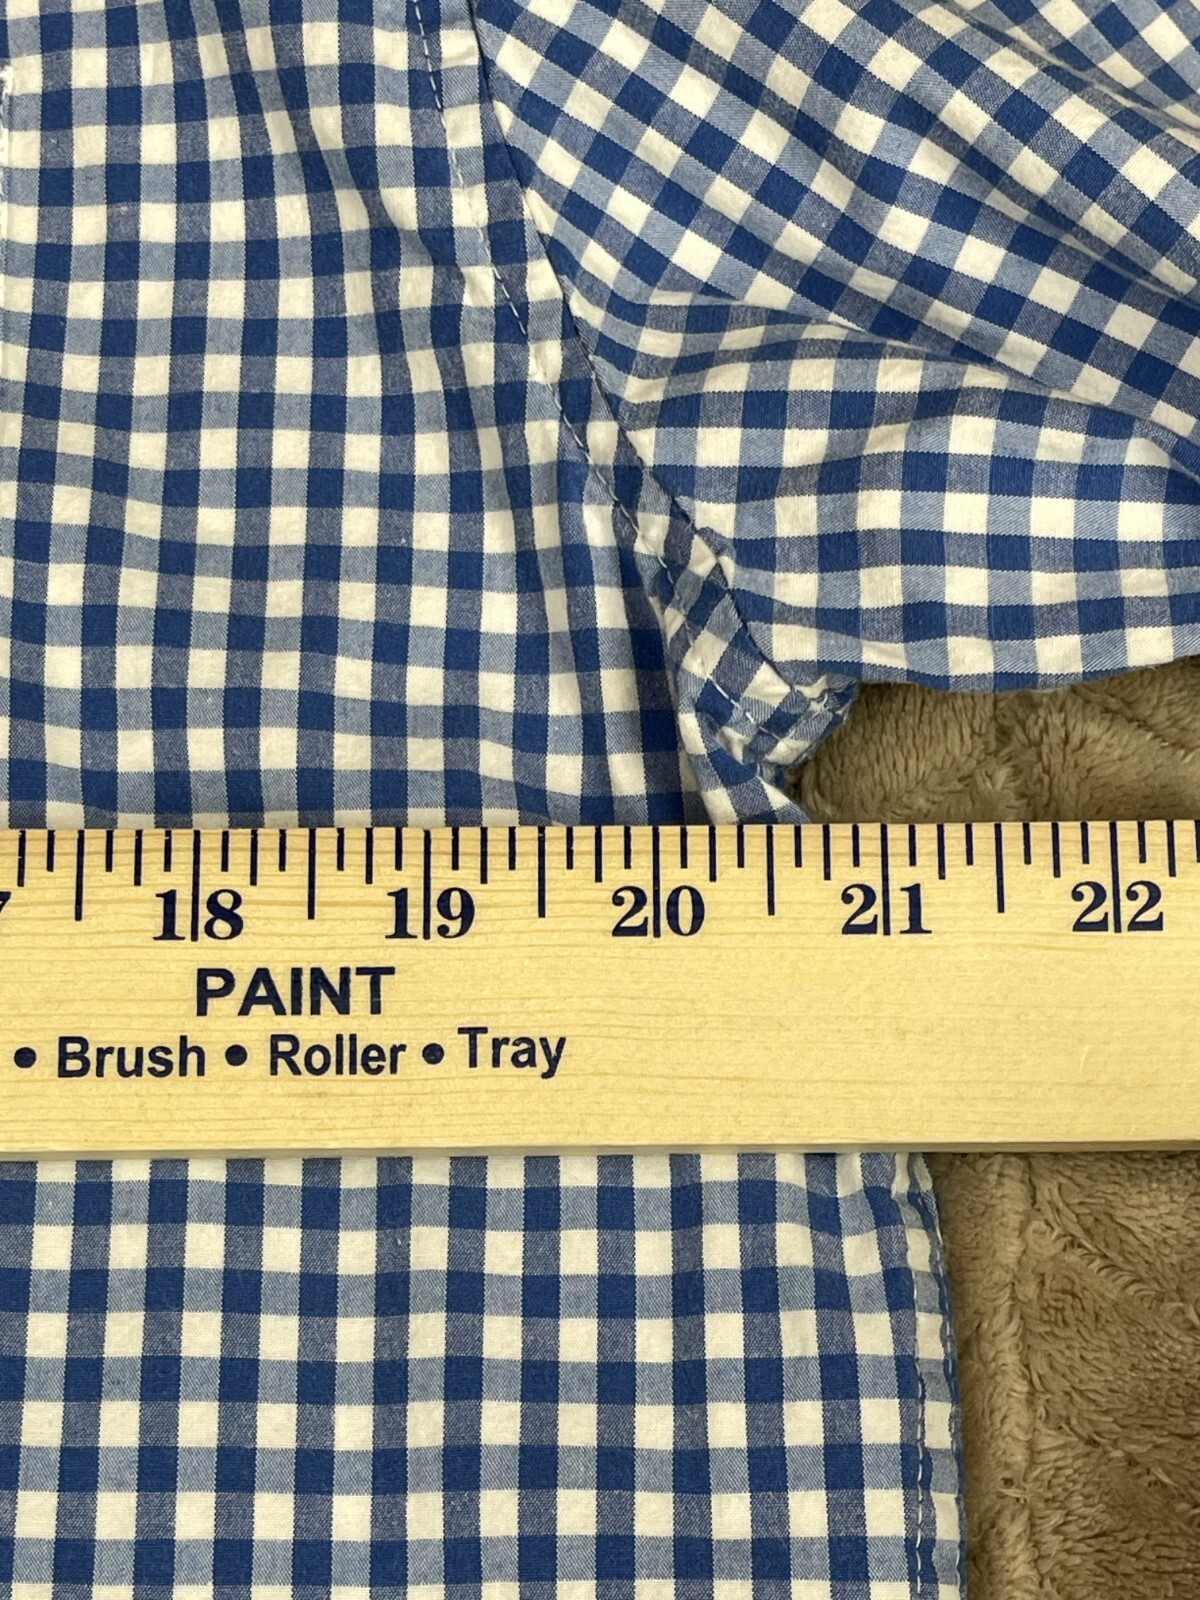 18 19 20 21 22
PAINT
• Brush • Roller • Tray